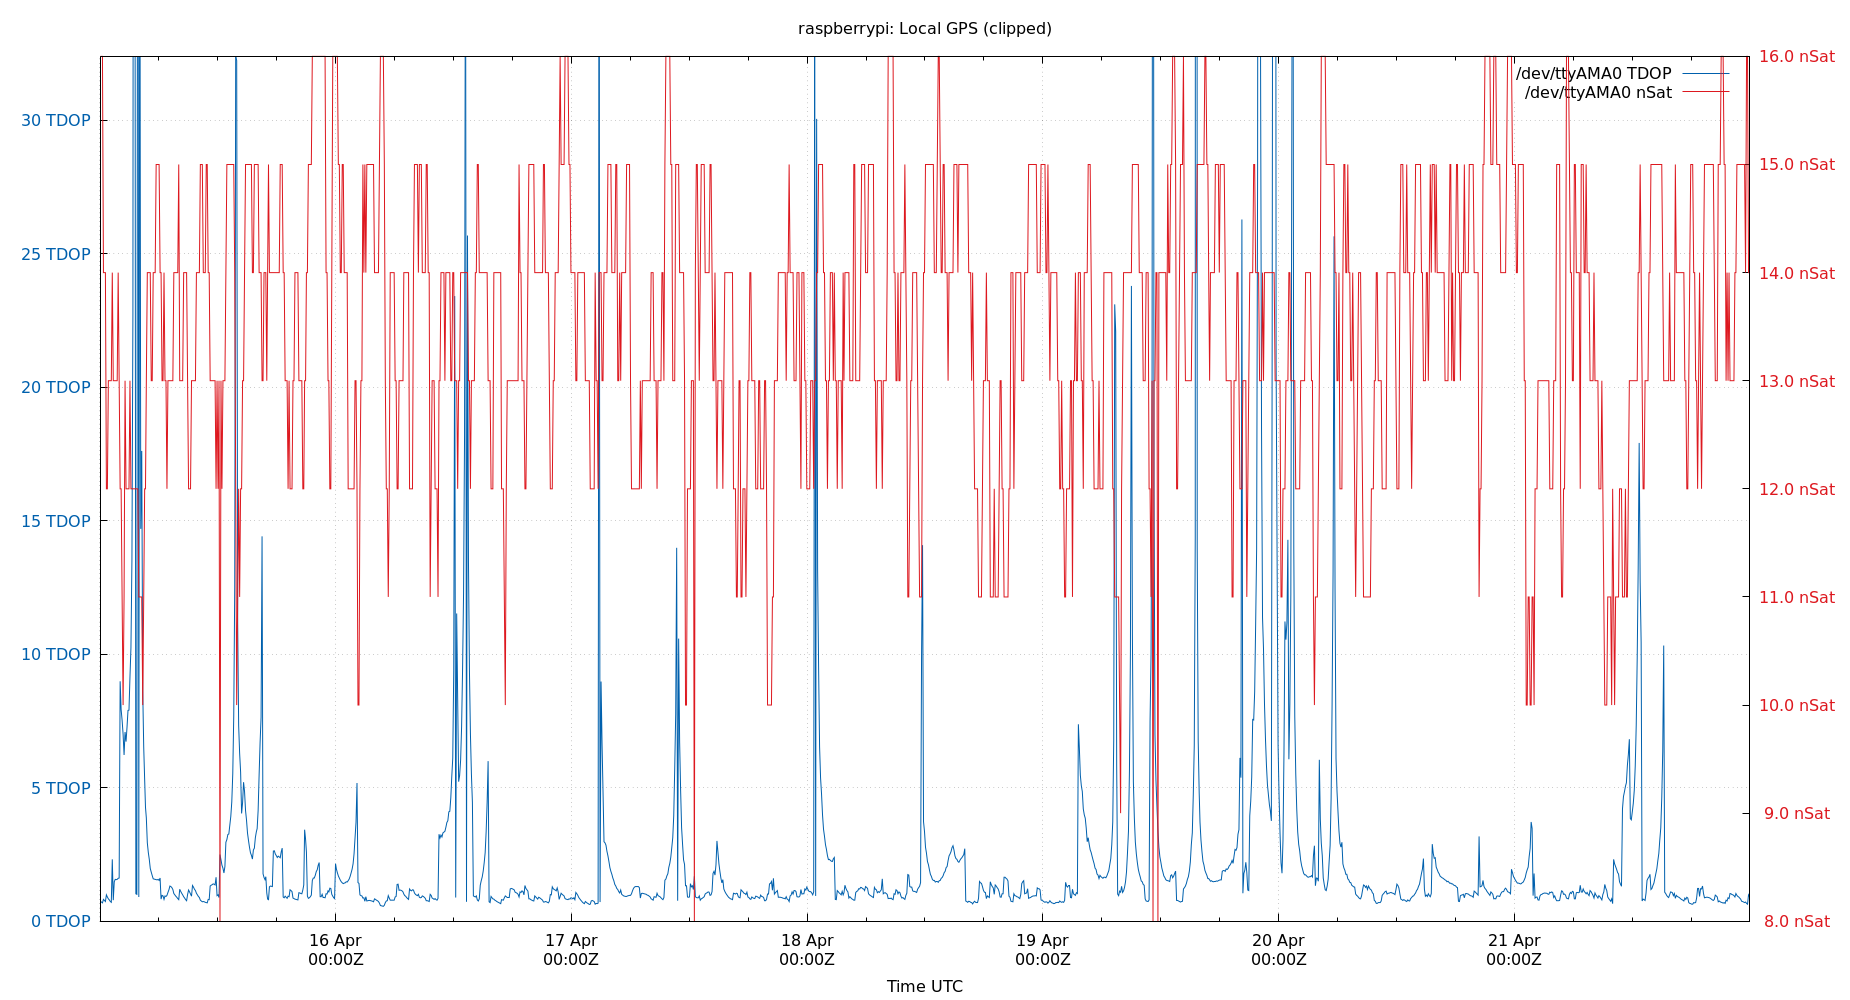 raspberrypi: Local GPS (clipped)
/dev/ttyAMA0 TDOP
/dev/ttyAMA0 nSat
30 TDOP
25 TDOP
20 TDOP
15 TDOP
10 TDOP
5 TDOP
0 TDOP
16.0 nSat
15.0 nSat
14.0 nSat
13.0 nSat
12.0 nSat
11.0 nSat
10.0 nSat
9.0 nSat
8.0 nSat
16 Apr
00:00Z
17 Apr
00:00Z
18 Apr
00:00Z
19 Apr
00:00Z
20 Apr
00:00Z
21 Apr
00:00Z
Time UTC